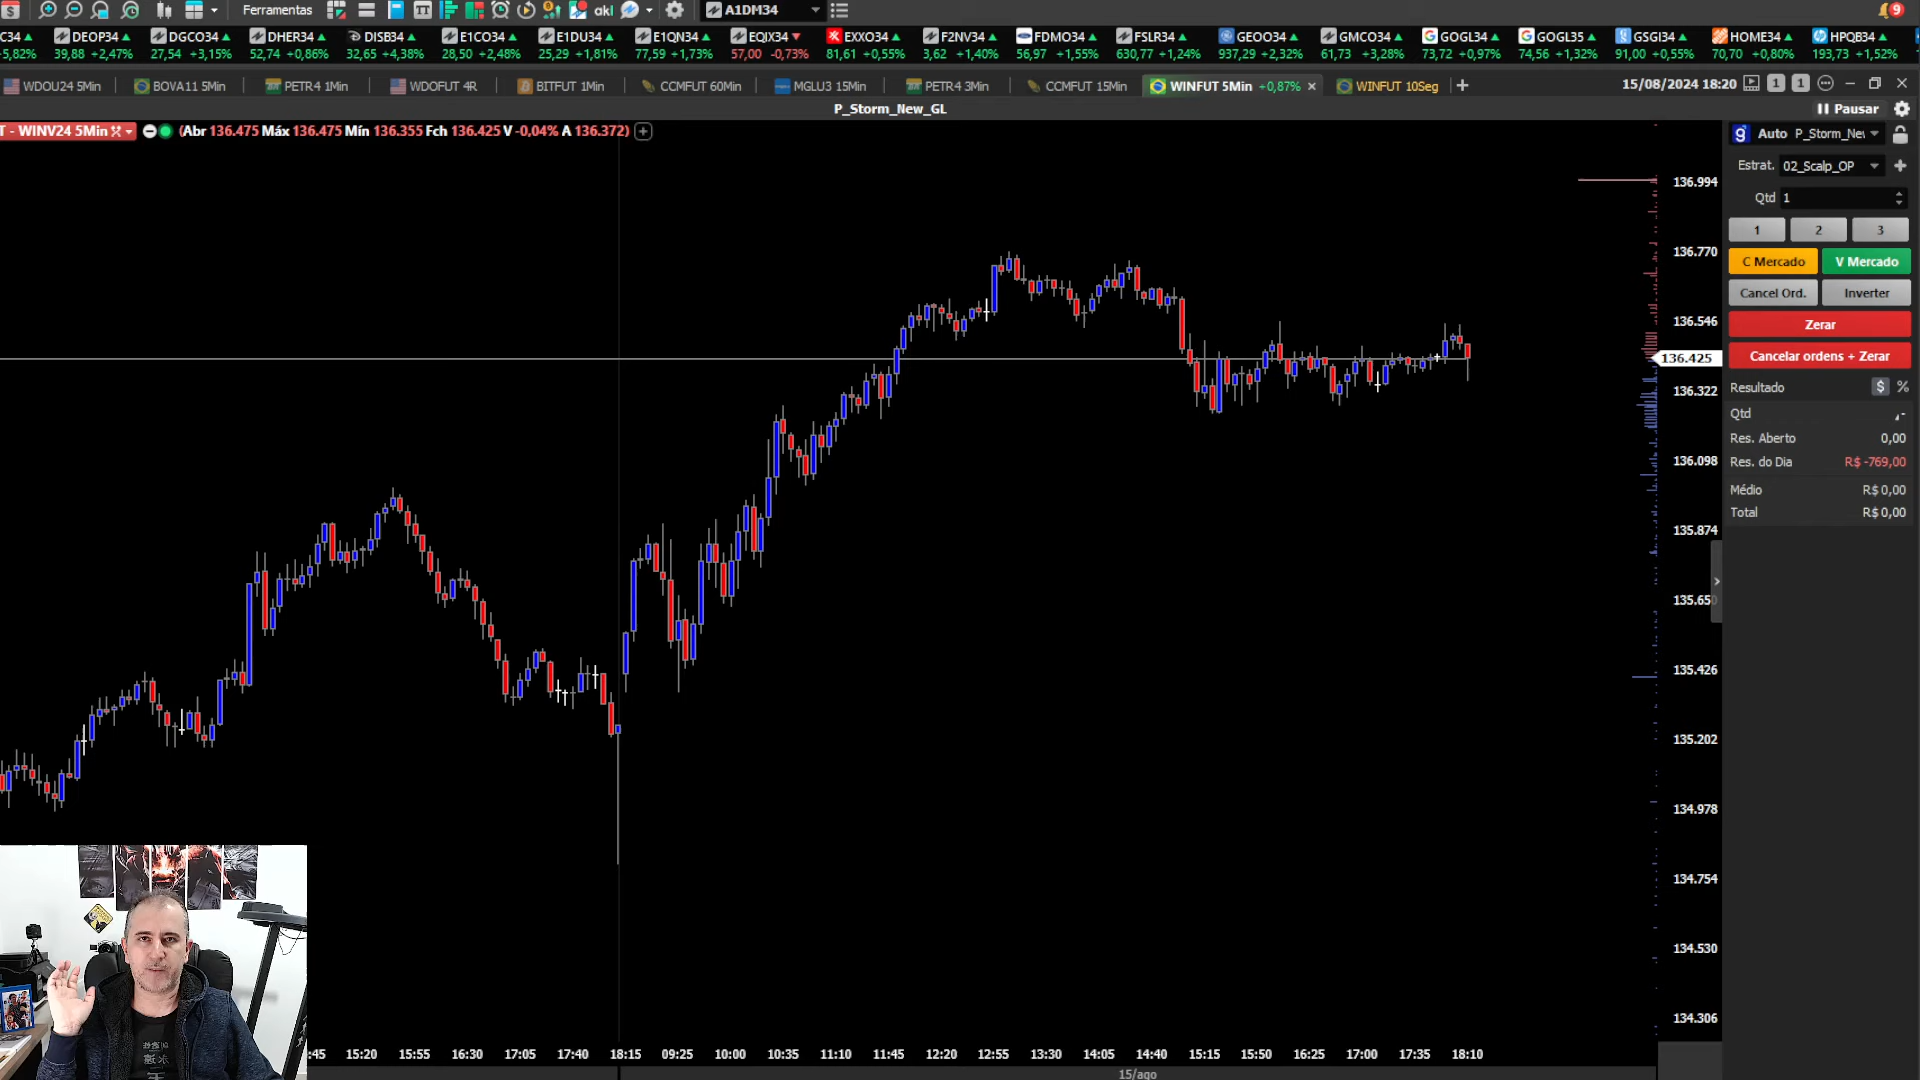 Ferramentas
akl
A1DM34
9
C34 DEOP34 DGCO34 DHER34 DISB34 E1CO34 E1DU34 E1QN34 EQIX34 EXXO34 F2NV34 FDMO34 FSLR34 GEOO34 GMCO34 GOGL34 GOGL35 GSGI34 HOME34 HPQB34
+5,82% 39,88 +2,47% 27,54 +3,15% 52,74 +0,86% 32,65 +4,38% 28,50 +2,48% 25,29 +1,81% 77,59 +1,73% 57,00 -0,73% 81,61 +0,55% 3,62 +1,40% 56,97 +1,55% 630,77 +1,24% 937,29 +2,32% 61,73 +3,28% 73,72 +0,97% 74,56 +1,32% 91,00 +0,55% 70,70 +0,80% 193,73 +1,52%
WDOU24 5Min BOVA11 5Min PETR4 1Min WDOFUT 4R BITFUT 1Min CCMFUT 60Min MGLU3 15Min PETR4 3Min CCMFUT 15Min WINFUT 5Min +0,87% WINFUT 10Seg
15/08/2024 18:20 1 1
P_Storm_New_GL
Pausar
T - WINV24 5Min (Abr 136.475 Máx 136.475 Mín 136.355 Fch 136.425 V -0,04% A 136.372)
Auto P_Storm_Ne
Estrat. 02_Scalp_OP
Qtd 1
1 2 3
C Mercado V Mercado
Cancel Ord. Inverter
Zerar
Cancelar ordens + Zerar
Resultado $ %
Qtd -
Res. Aberto 0,00
Res. do Dia R$ -769,00
Médio R$ 0,00
Total R$ 0,00
136.994
136.770
136.546
136.425
136.322
136.098
135.874
135.650
135.426
135.202
134.978
134.754
134.530
134.306
:45 15:20 15:55 16:30 17:05 17:40 18:15 09:25 10:00 10:35 11:10 11:45 12:20 12:55 13:30 14:05 14:40 15:15 15:50 16:25 17:00 17:35 18:10
15/ago